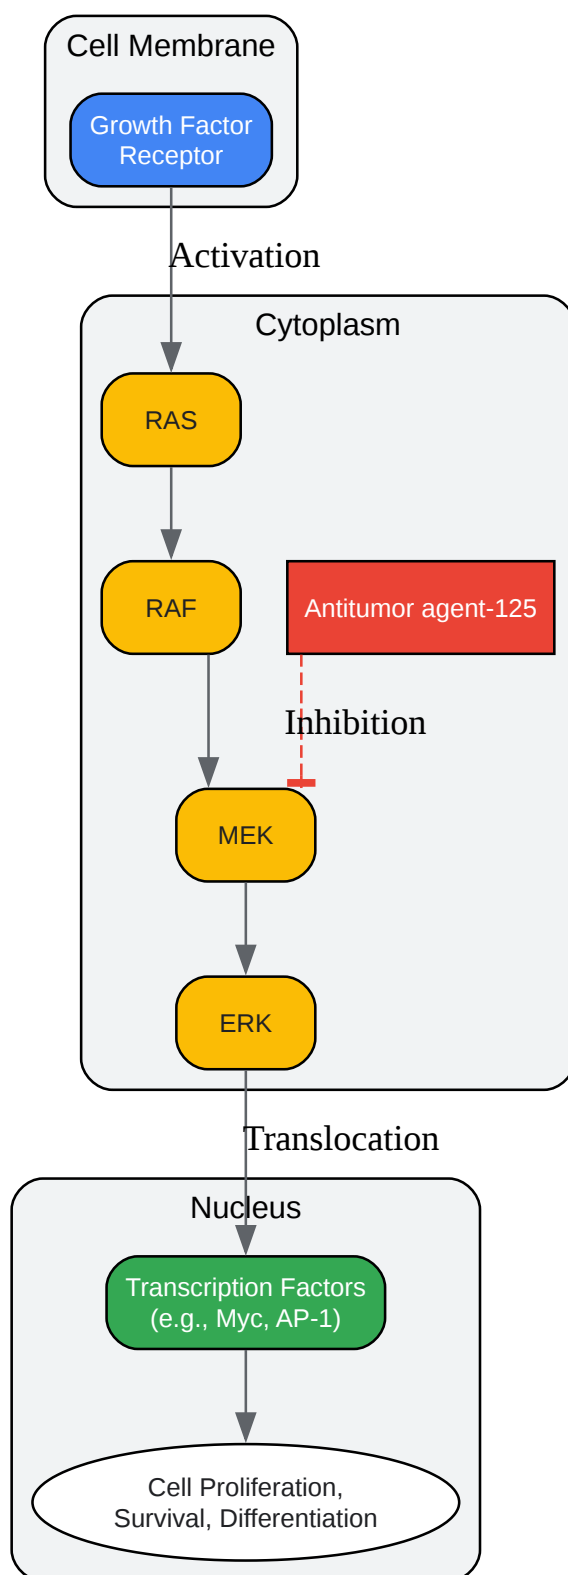 Cell Membrane
Growth Factor
Receptor
Activation
Cytoplasm
RAS
RAF
Antitumor agent-125
Inhibition
MEK
ERK
Translocation
Nucleus
Transcription Factors
(e.g., Myc, AP-1)
Cell Proliferation,
Survival, Differentiation